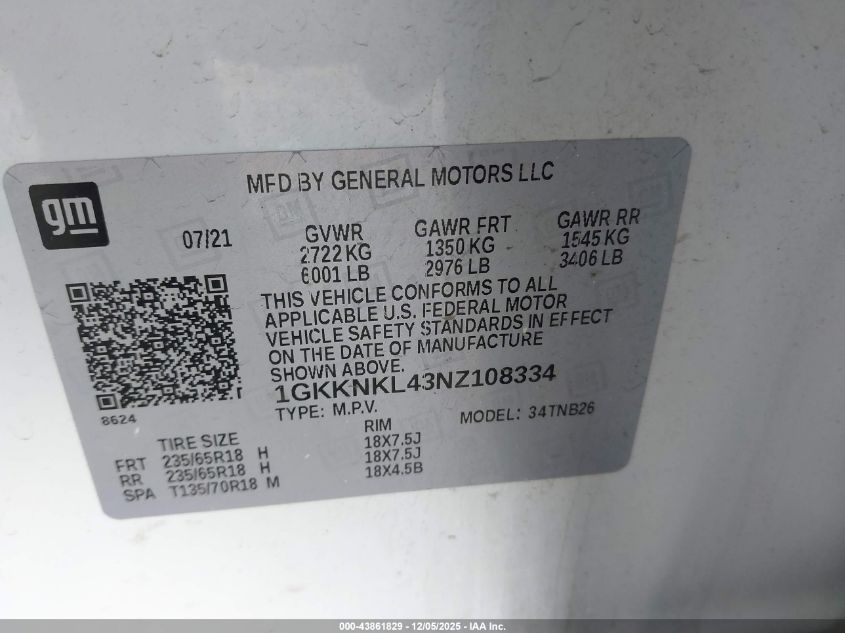 gm
MFD BY GENERAL MOTORS LLC
07/21
GVWR
2722 KG
6001 LB
GAWR FRT
1350 KG
2976 LB
GAWR RR
1545 KG
3406 LB
THIS VEHICLE CONFORMS TO ALL
APPLICABLE U.S. FEDERAL MOTOR
VEHICLE SAFETY STANDARDS IN EFFECT
ON THE DATE OF MANUFACTURE
SHOWN ABOVE.
1GKKNKL43NZ108334
TYPE: M.P.V.
MODEL: 34TNB26
8624
TIRE SIZE RIM
FRT 235/65R18 H 18X7.5J
RR 235/65R18 H 18X7.5J
SPA T135/70R18 M 18X4.5B
000-43861829 - 12/05/2025 - IAA Inc.